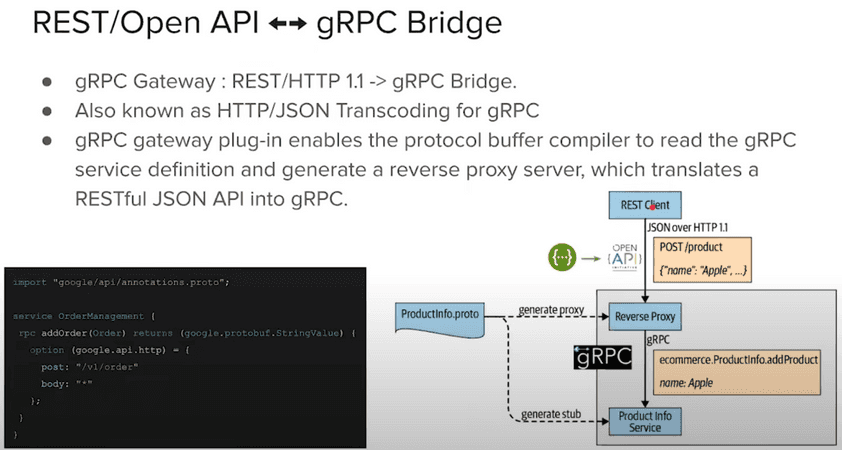 REST/Open API ↔ gRPC Bridge
● gRPC Gateway : REST/HTTP 1.1 -> gRPC Bridge.
● Also known as HTTP/JSON Transcoding for gRPC
● gRPC gateway plug-in enables the protocol buffer compiler to read the gRPC
service definition and generate a reverse proxy server, which translates a
RESTful JSON API into gRPC.
import "google/api/annotations.proto";
service OrderManagement {
rpc addOrder(Order) returns (google.protobuf.StringValue) {
option (google.api.http) = {
post: "/v1/order"
body: "*"
};
}
}
REST Client
JSON over HTTP 1.1
{···}
OPEN
{API}
INITIATIVE
POST /product
{"name": "Apple", ...}
ProductInfo.proto
generate proxy
Reverse Proxy
gRPC
gRPC
ecommerce.ProductInfo.addProduct
name: Apple
generate stub
Product Info
Service